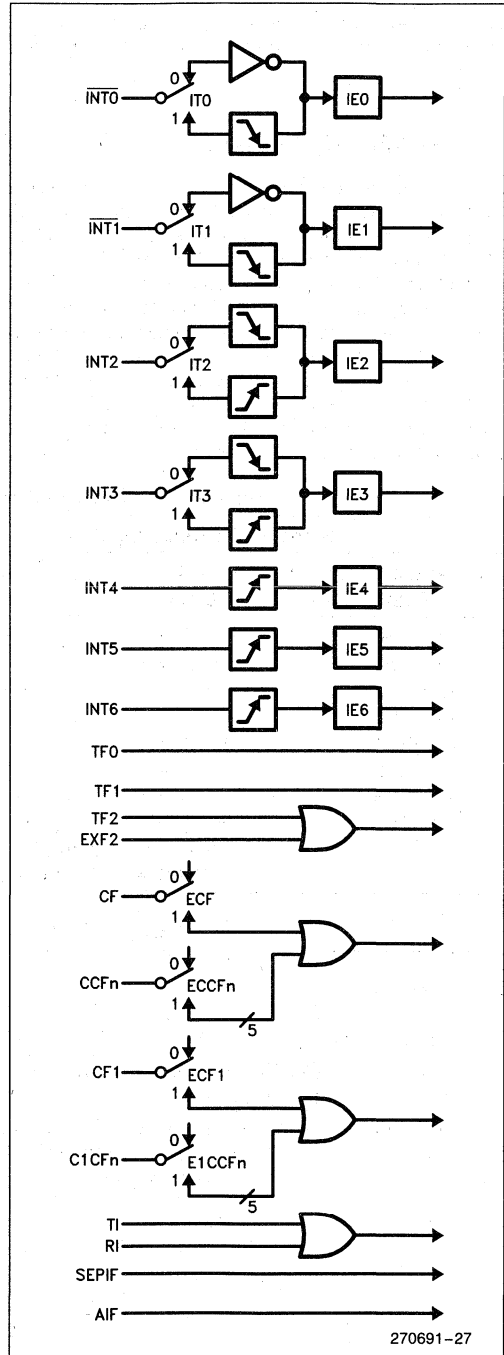 0
INT0 IT0 IE0
1
0
INT1 IT1 IE1
1
0
INT2 IT2 IE2
1
0
INT3 IT3 IE3
1
INT4 IE4
INT5 IE5
INT6 IE6
TF0
TF1
TF2
EXF2
0
CF ECF
1
0
CCFn ECCFn
1
5
0
CF1 ECF1
1
0
C1CFn E1CCFn
1
5
TI
RI
SEPIF
AIF
270691-27